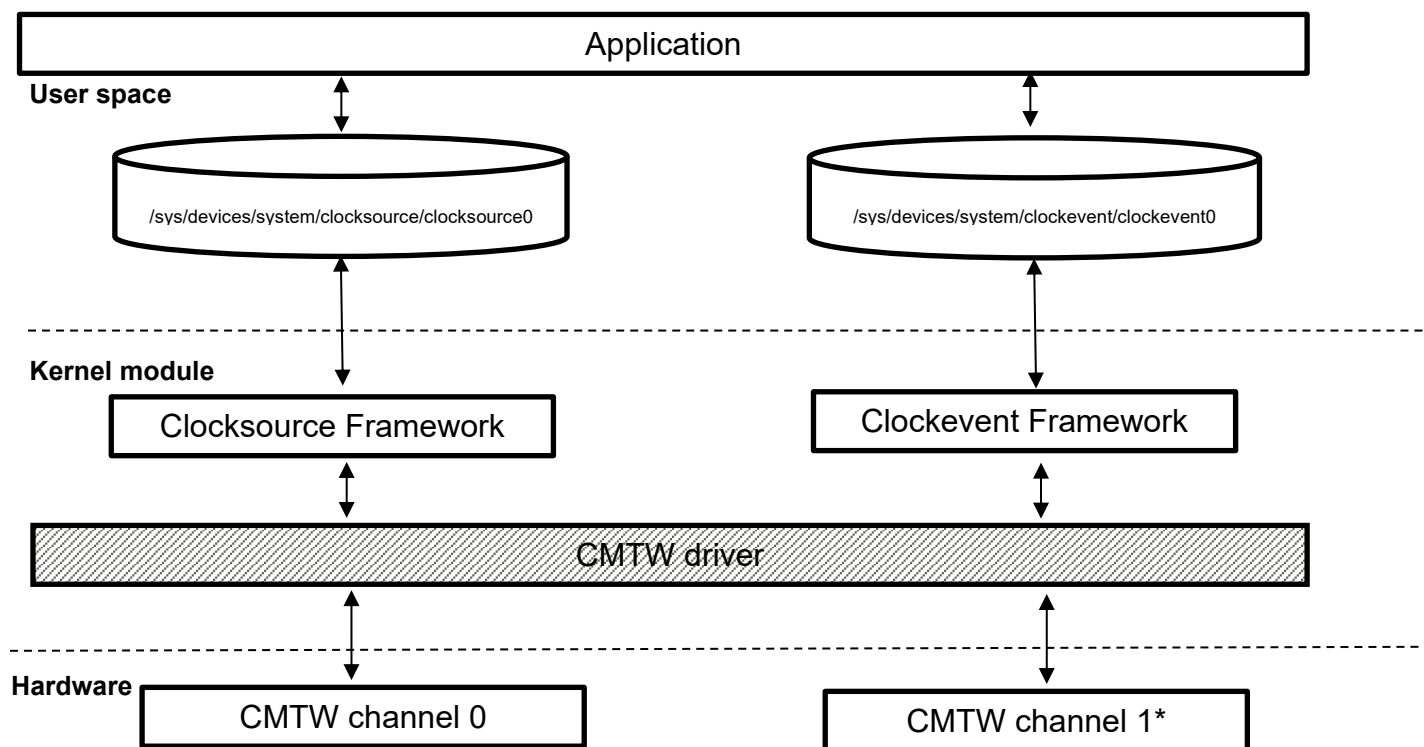 Application
User space
/sys/devices/system/clocksource/clocksource0
/sys/devices/system/clockevent/clockevent0
Kernel module
Clocksource Framework
Clockevent Framework
CMTW driver
Hardware
CMTW channel 0
CMTW channel 1*